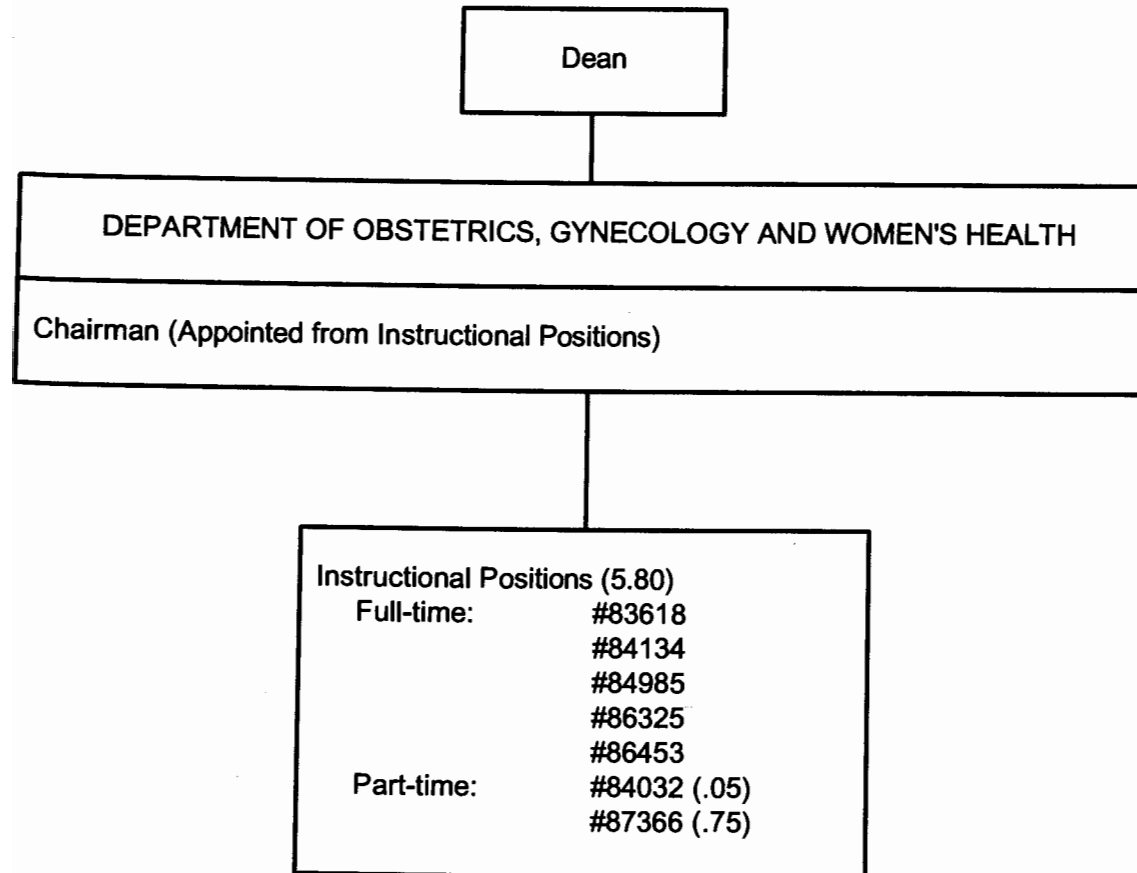 Dean
DEPARTMENT OF OBSTETRICS, GYNECOLOGY AND WOMEN'S HEALTH
Chairman (Appointed from Instructional Positions)
Instructional Positions (5.80)
Full-time: #83618
#84134
#84985
#86325
#86453
Part-time: #84032 (.05)
#87366 (.75)